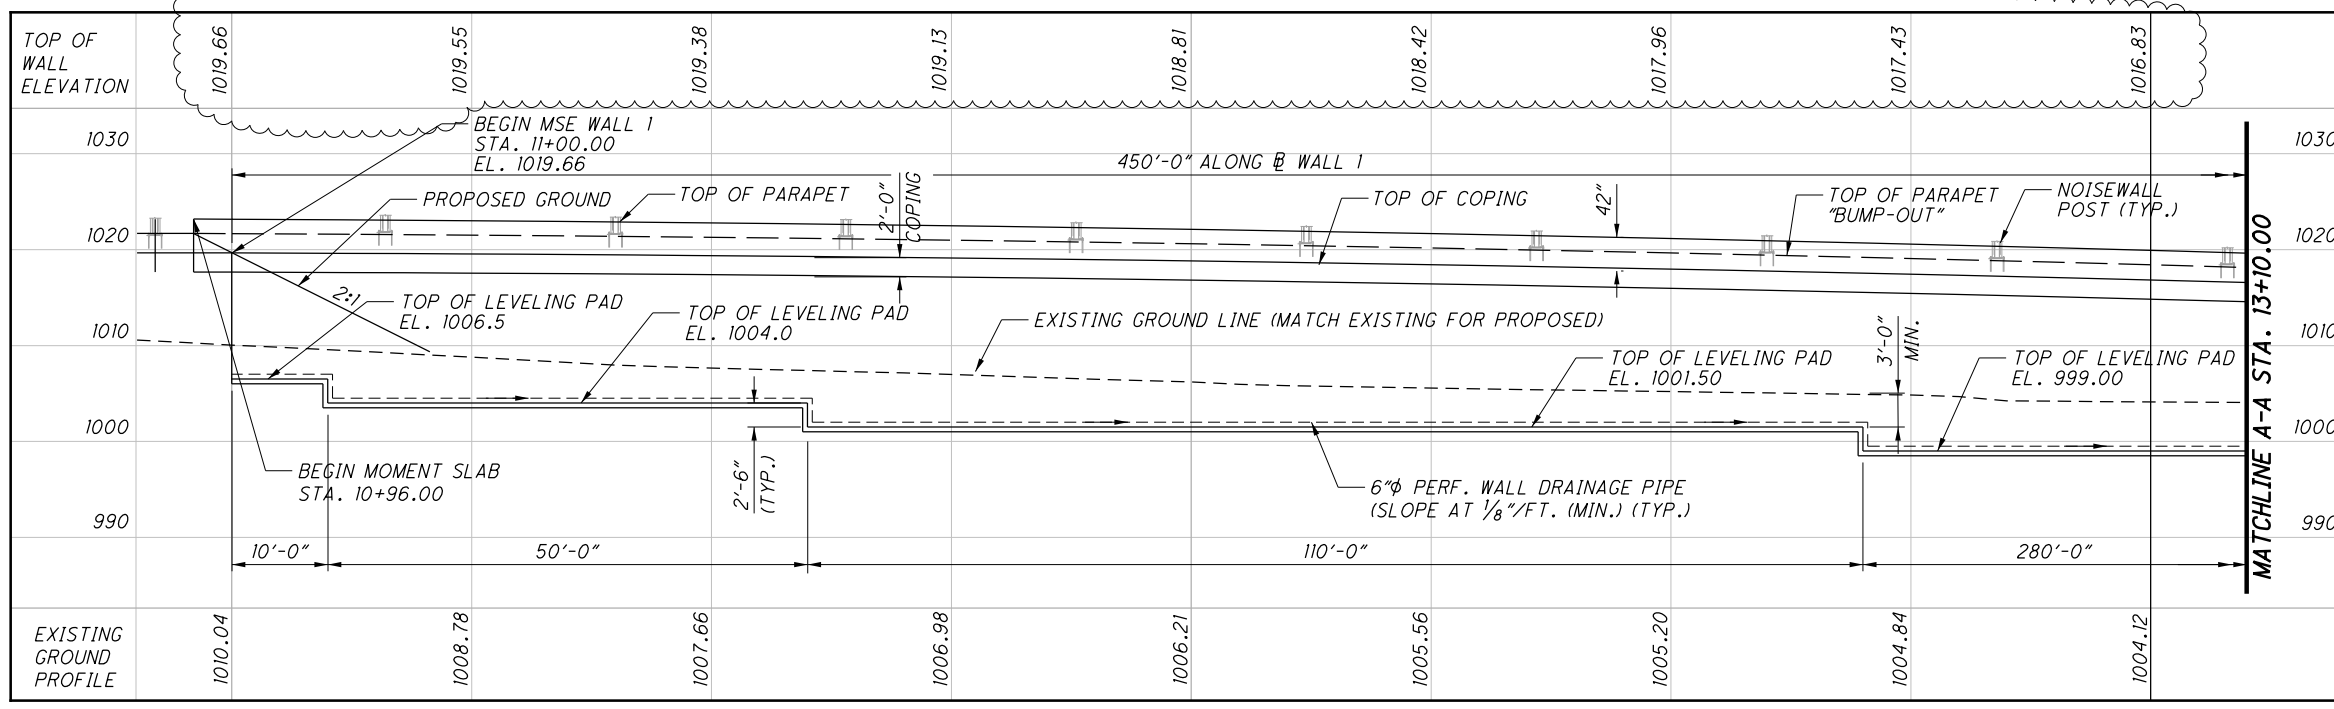 TOP OF
WALL
ELEVATION
1019.66
1019.55
1019.38
1019.13
1018.81
1018.42
1017.96
1017.43
1016.83
BEGIN MSE WALL 1
STA. 11+00.00
EL. 1019.66
1030
1030
450'-0" ALONG ⅊ WALL 1
PROPOSED GROUND
TOP OF PARAPET
2'-0"
COPING
TOP OF COPING
42"
TOP OF PARAPET
"BUMP-OUT"
NOISEWALL
POST (TYP.)
1020
1020
2:1
TOP OF LEVELING PAD
EL. 1006.5
TOP OF LEVELING PAD
EL. 1004.0
EXISTING GROUND LINE (MATCH EXISTING FOR PROPOSED)
3'-0"
MIN.
1010
1010
TOP OF LEVELING PAD
EL. 1001.50
TOP OF LEVELING PAD
EL. 999.00
MATCHLINE A-A STA. 13+10.00
1000
1000
BEGIN MOMENT SLAB
STA. 10+96.00
2'-6"
(TYP.)
6"ϕ PERF. WALL DRAINAGE PIPE
(SLOPE AT 1/8"/FT. (MIN.) (TYP.)
990
990
10'-0"
50'-0"
110'-0"
280'-0"
EXISTING
GROUND
PROFILE
1010.04
1008.78
1007.66
1006.98
1006.21
1005.56
1005.20
1004.84
1004.12